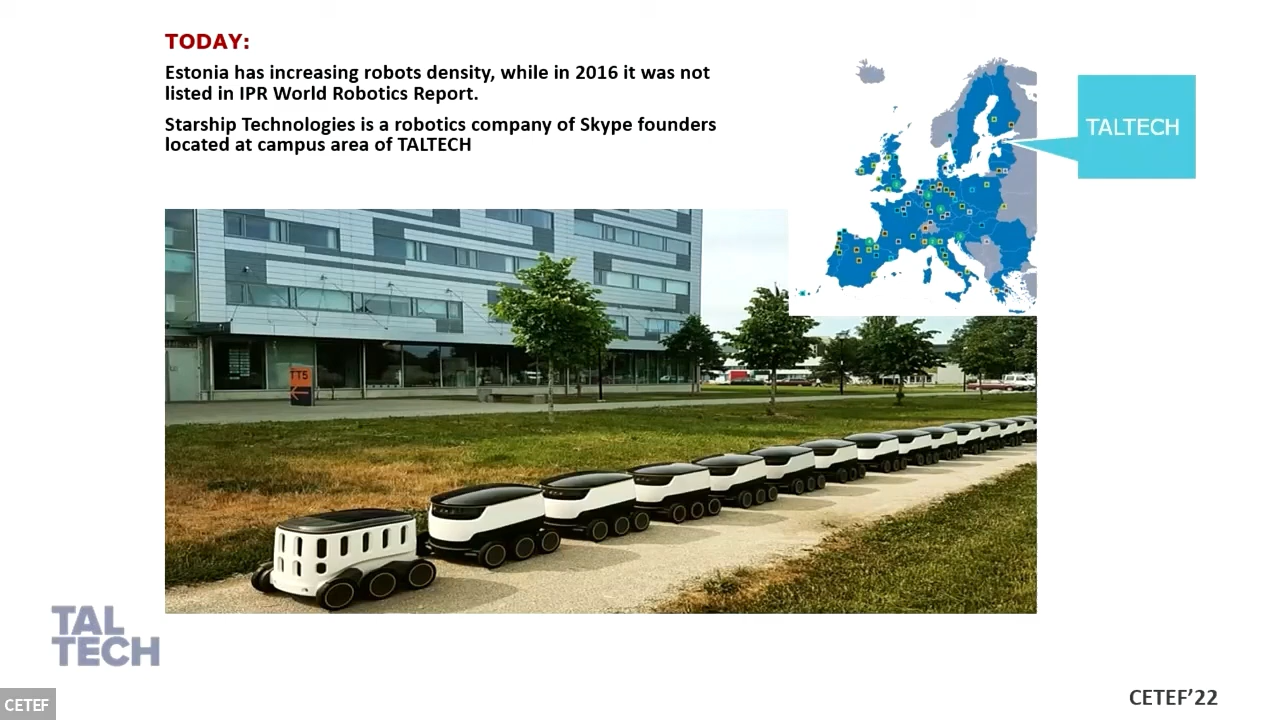 TODAY:
Estonia has increasing robots density, while in 2016 it was not
listed in IPR World Robotics Report.
Starship Technologies is a robotics company of Skype founders
located at campus area of TALTECH
TALTECH
TT5
TAL
TECH
CETEF
CETEF’22